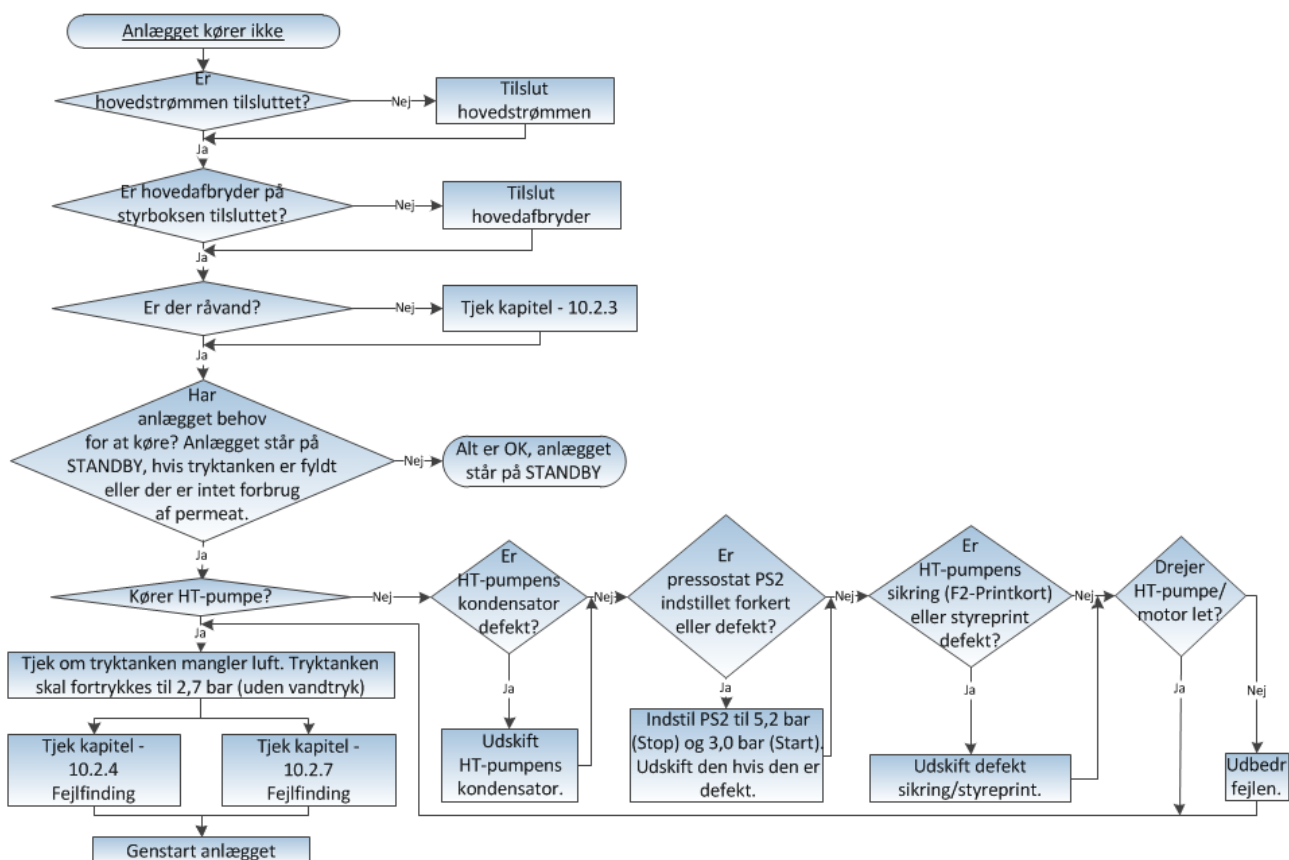 Anlægget kører ikke
Er
hovedstrømmen tilsluttet?
Nej
Tilslut
hovedstrømmen
Ja
Er hovedafbryder på
styrboksen tilsluttet?
Nej
Tilslut
hovedafbryder
Ja
Er der råvand?
Nej
Tjek kapitel - 10.2.3
Ja
Har
anlægget behov
for at køre? Anlægget står på
STANDBY, hvis tryktanken er fyldt
eller der er intet forbrug
af permeat.
Nej
Alt er OK, anlægget
står på STANDBY
Ja
Kører HT-pumpe?
Nej
Er
HT-pumpens
kondensator
defekt?
Nej
Er
pressostat PS2
indstillet forkert
eller defekt?
Nej
Er
HT-pumpens
sikring (F2-Printkort)
eller styreprint
defekt?
Nej
Drejer
HT-pumpe/
motor let?
Ja
Tjek om tryktanken mangler luft. Tryktanken
skal fortrykkes til 2,7 bar (uden vandtryk)
Ja
Udskift
HT-pumpens
kondensator.
Ja
Indstil PS2 til 5,2 bar
(Stop) og 3,0 bar (Start).
Udskift den hvis den er
defekt.
Ja
Udskift defekt
sikring/styreprint.
Ja
Nej
Udbedr
fejlen.
Tjek kapitel -
10.2.4
Fejlfinding
Tjek kapitel -
10.2.7
Fejlfinding
Genstart anlægget